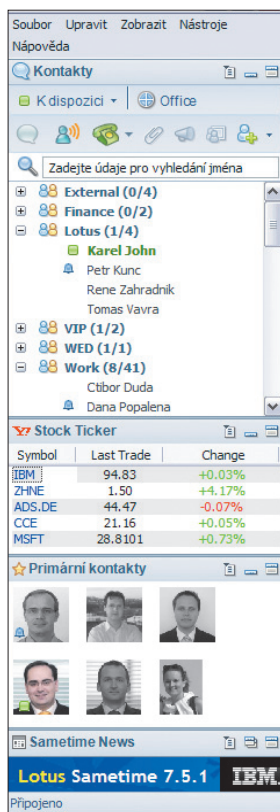 Soubor Upravit Zobrazit Nástroje
Nápověda
Kontakty
K dispozici Office
Zadejte údaje pro vyhledání jména
External (0/4)
Finance (0/2)
Lotus (1/4)
Karel John
Petr Kunc
Rene Zahradnik
Tomas Vavra
VIP (1/2)
WED (1/1)
Work (8/41)
Ctibor Duda
Dana Popalena
Y7 Stock Ticker
Symbol Last Trade Change
IBM 94.83 +0.03%
ZHNE 1.50 +4.17%
ADS.DE 44.47 -0.07%
CCE 21.16 +0.05%
MSFT 28.8101 +0.73%
Primární kontakty
Sametime News
Lotus Sametime 7.5.1 IBM.
Připojeno